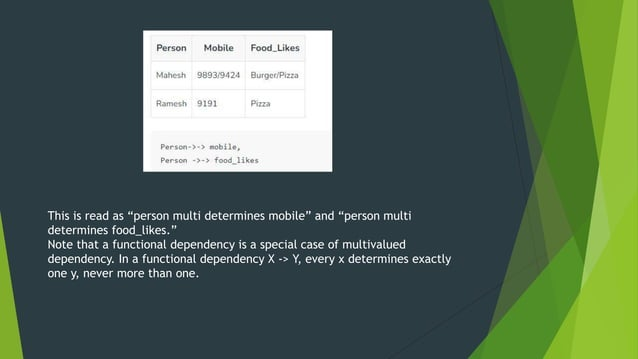 Person Mobile Food_Likes
Mahesh 9893/9424 Burger/Pizza
Ramesh 9191 Pizza
Person->-> mobile,
Person ->-> food_likes
This is read as “person multi determines mobile” and “person multi
determines food_likes.”
Note that a functional dependency is a special case of multivalued
dependency. In a functional dependency X -> Y, every x determines exactly
one y, never more than one.